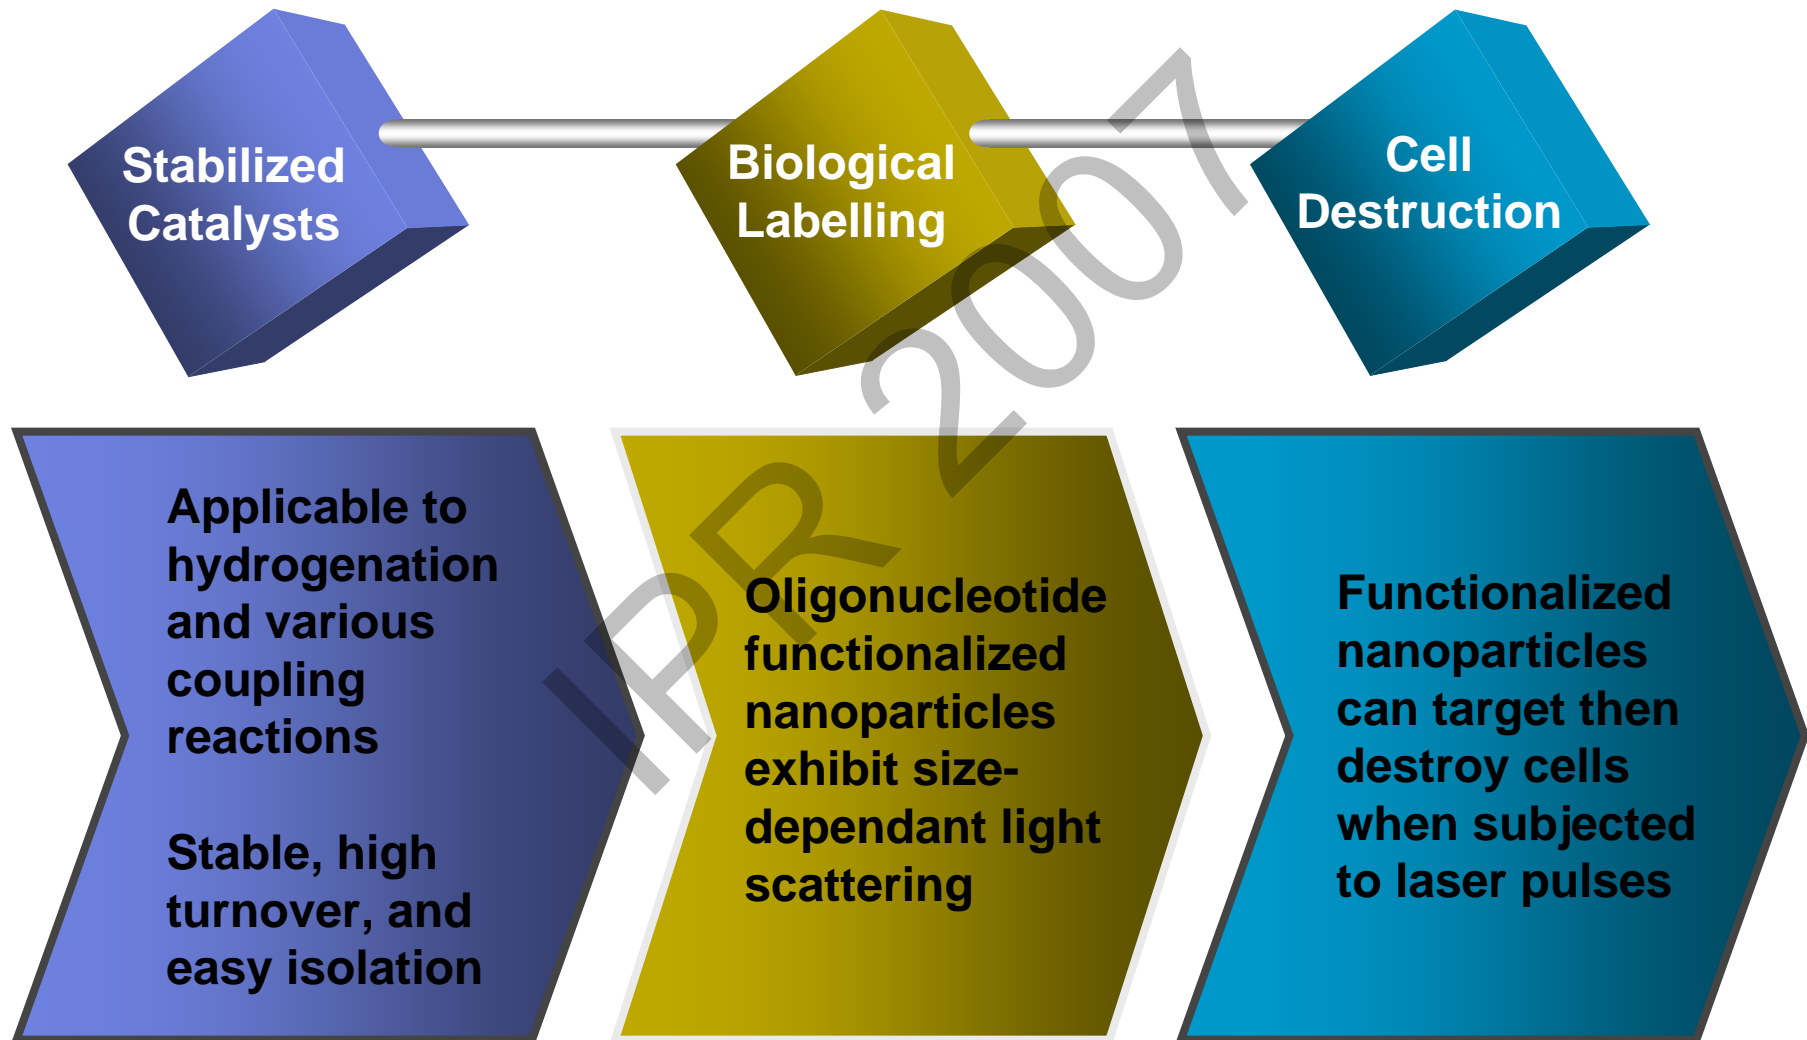 Stabilized
Catalysts
Biological
Labelling
Cell
Destruction
Applicable to
hydrogenation
and various
coupling
reactions
Stable, high
turnover, and
easy isolation
Oligonucleotide
functionalized
nanoparticles
exhibit size-
dependant light
scattering
Functionalized
nanoparticles
can target then
destroy cells
when subjected
to laser pulses
IPR 2007